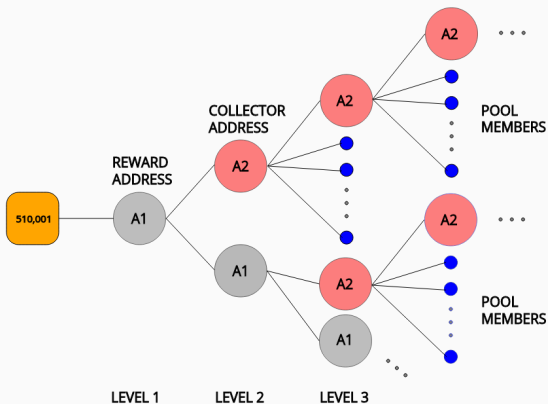 A2
COLLECTOR
ADDRESS
A2
POOL
MEMBERS
REWARD
ADDRESS
A2
510,001
A1
A2
A1
A2
POOL
MEMBERS
A1
LEVEL 1
LEVEL 2
LEVEL 3